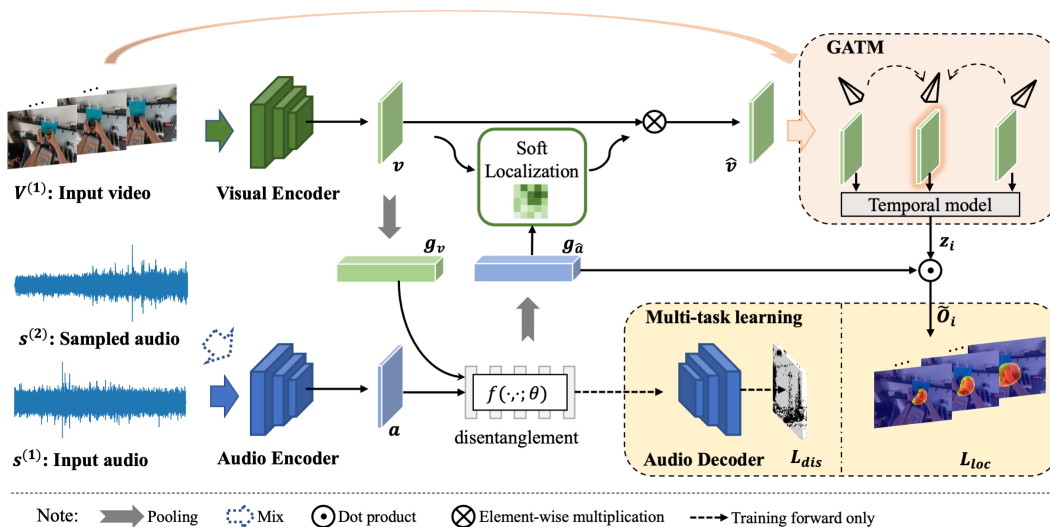 GATM
...
v
Visual Encoder
V^(1): Input video
Soft
Localization
v̂
Temporal model
g_v
g_â
z_i
s^(2): Sampled audio
Õ_i
Multi-task learning
f(·,·;θ)
a
disentanglement
s^(1): Input audio
Audio Encoder
Audio Decoder
L_dis
...
L_loc
Note:
Pooling
Mix
Dot product
Element-wise multiplication
Training forward only